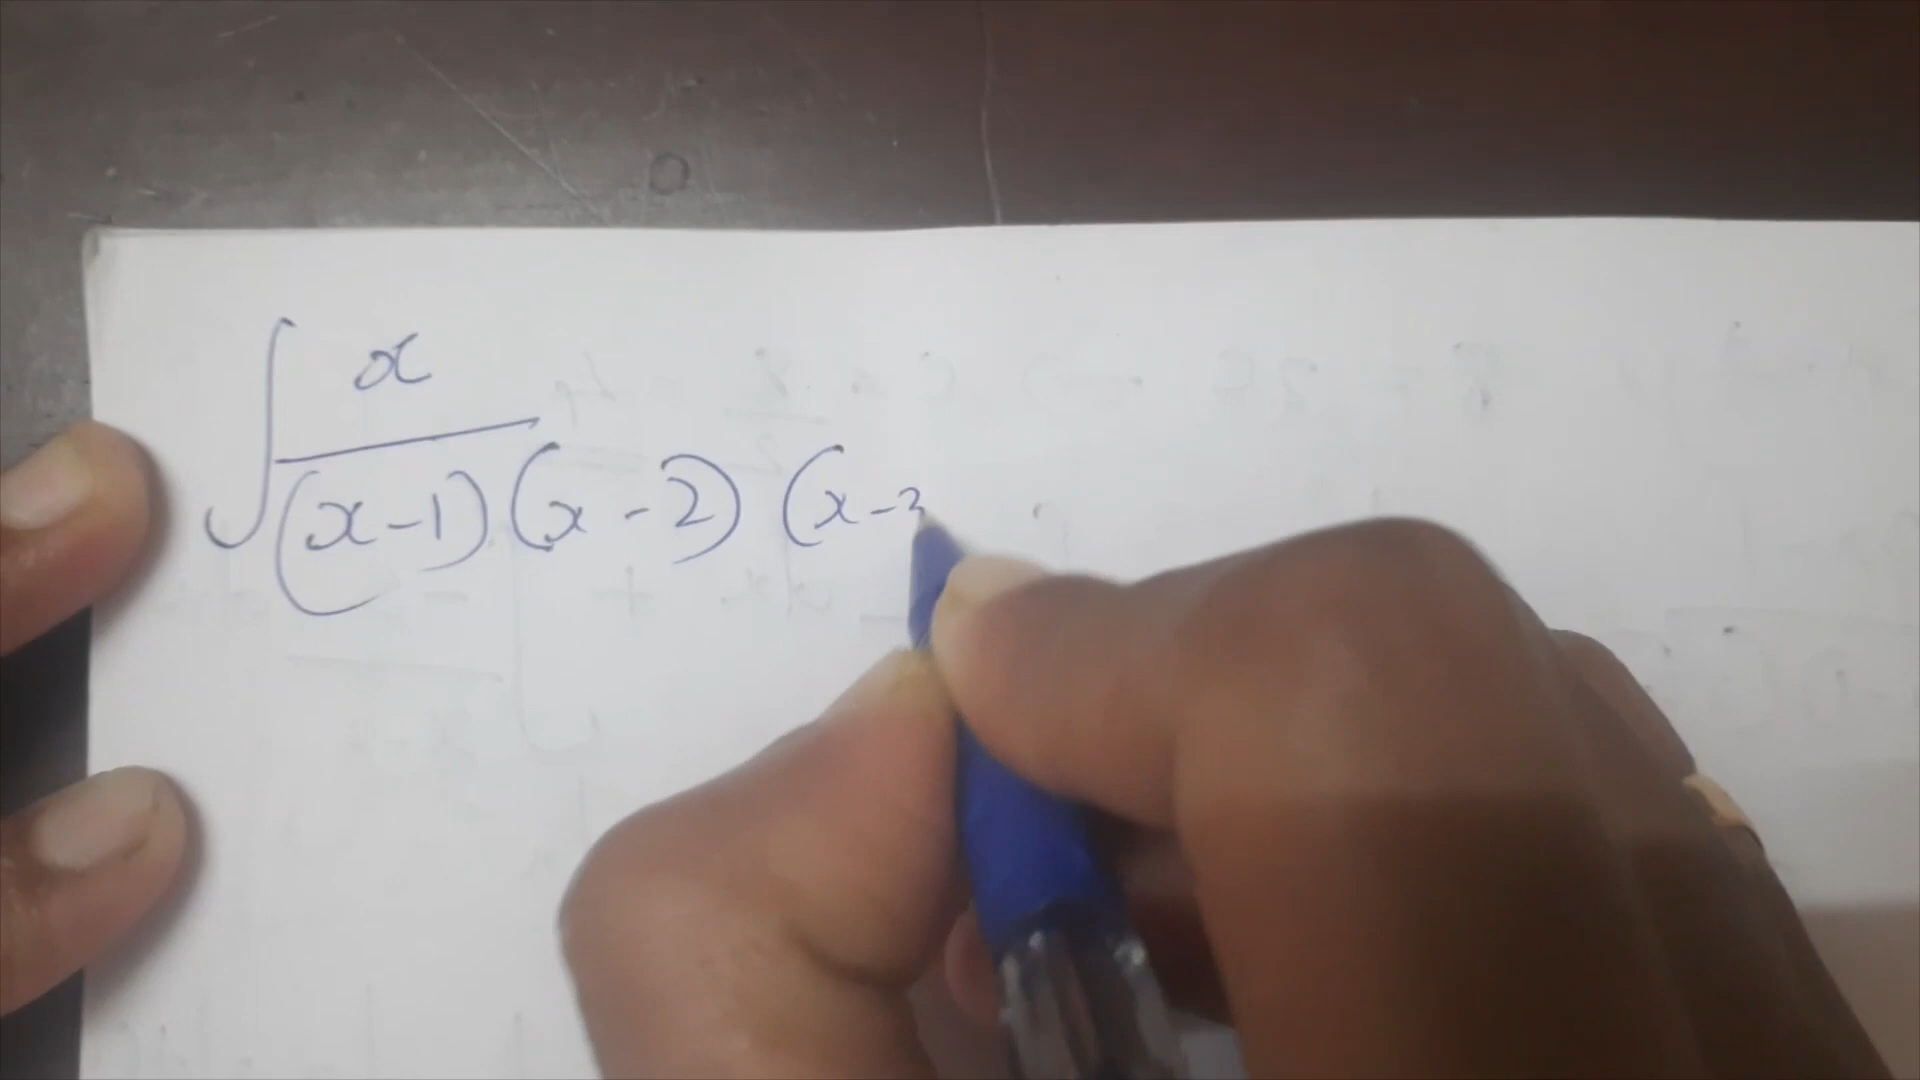 ∫ x
(x-1) (x-2) (x-3